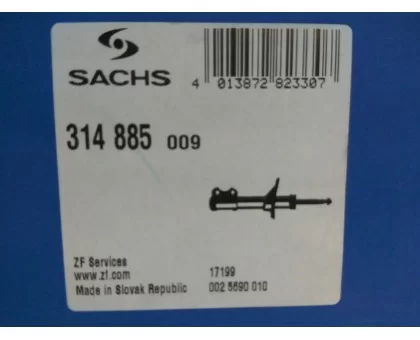 SACHS
4 013872 823307
314 885 009
ZF Services
www.zf.com
Made in Slovak Republic
17199
002 5690 010